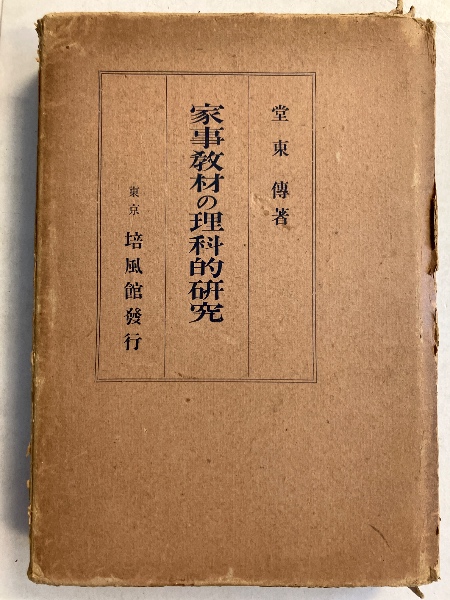 堂東傳著
家事教材の理科的研究
東京 培風館發行